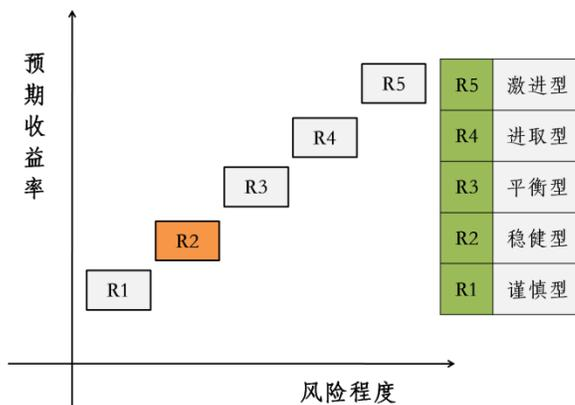 预期收益率
R5
R4
R3
R2
R1
风险程度
R5 激进型
R4 进取型
R3 平衡型
R2 稳健型
R1 谨慎型